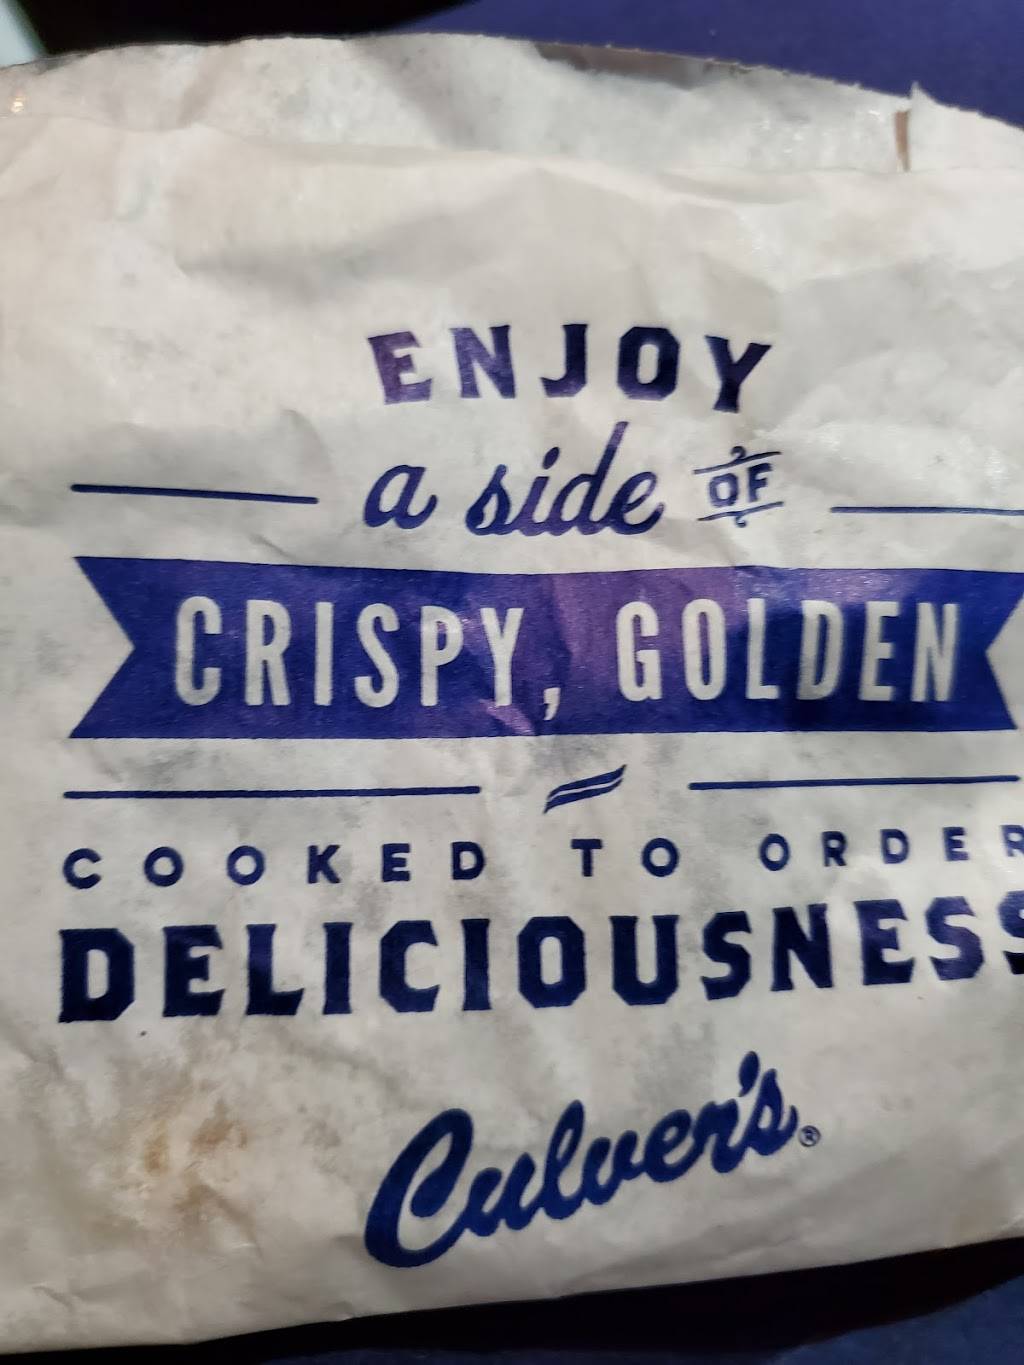 ENJOY
a side OF
CRISPY, GOLDEN
COOKED TO ORDER
DELICIOUSNESS
Culver's®